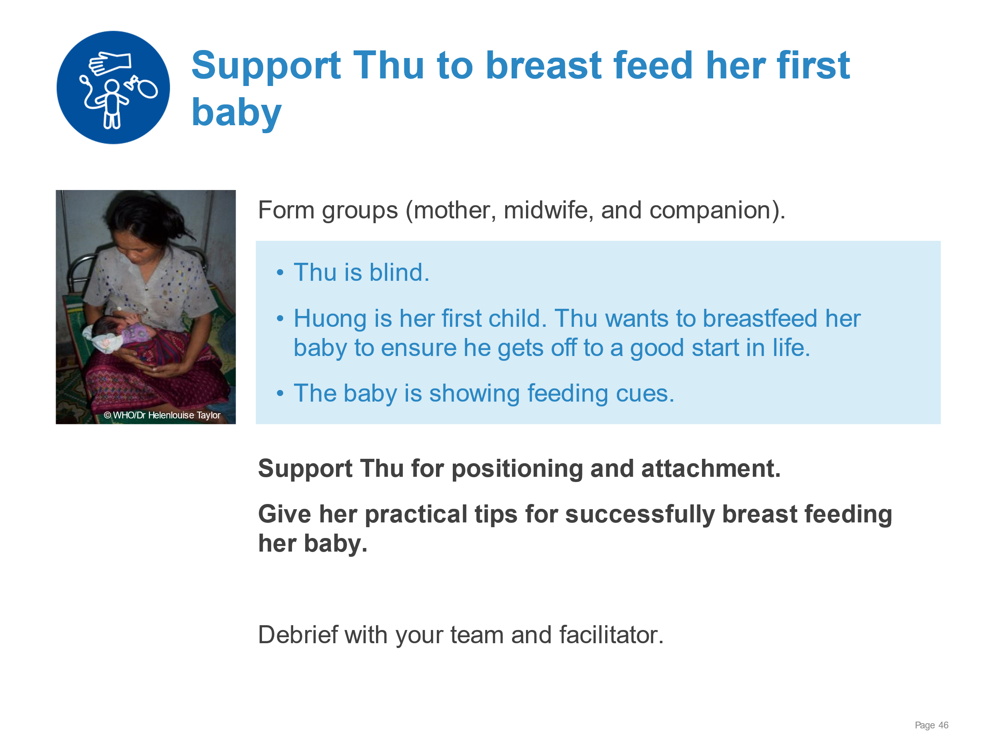 Support Thu to breast feed her first
baby
Form groups (mother, midwife, and companion).
• Thu is blind.
• Huong is her first child. Thu wants to breastfeed her
baby to ensure he gets off to a good start in life.
• The baby is showing feeding cues.
© WHO/Dr Helenlouise Taylor
Support Thu for positioning and attachment.
Give her practical tips for successfully breast feeding
her baby.
Debrief with your team and facilitator.
Page 46